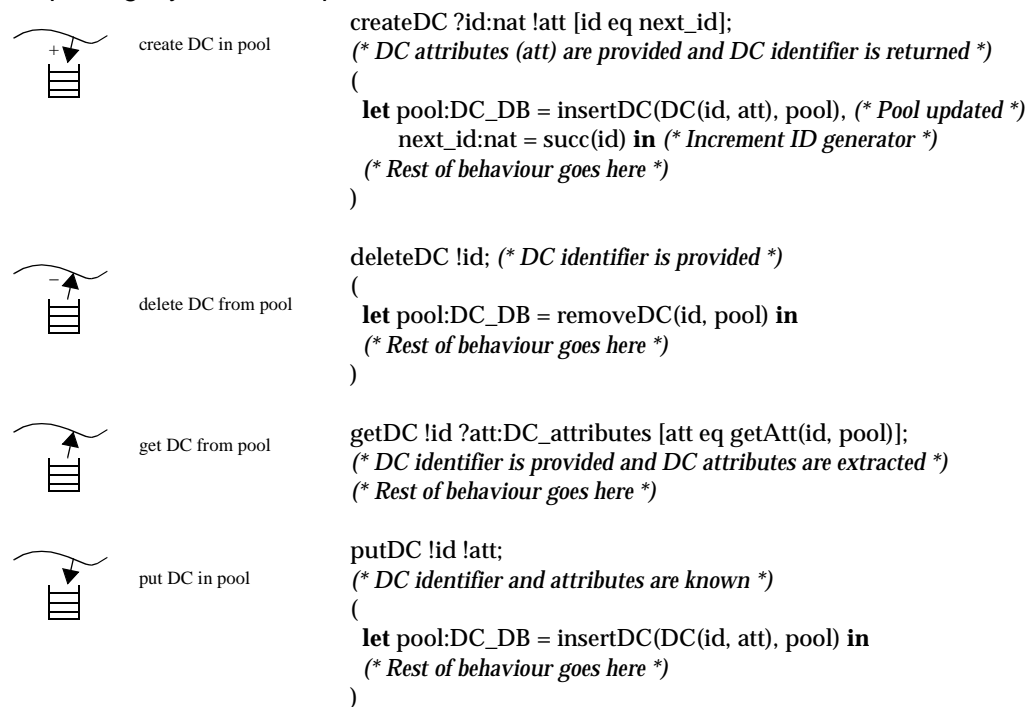 createDC ?id:nat !att [id eq next_id];
+
create DC in pool
(* DC attributes (att) are provided and DC identifier is returned *)
(
let pool:DC_DB = insertDC(DC(id, att), pool), (* Pool updated *)
next_id:nat = succ(id) in (* Increment ID generator *)
(* Rest of behaviour goes here *)
)
deleteDC !id; (* DC identifier is provided *)
–
(
delete DC from pool
let pool:DC_DB = removeDC(id, pool) in
(* Rest of behaviour goes here *)
)
get DC from pool
getDC !id ?att:DC_attributes [att eq getAtt(id, pool)];
(* DC identifier is provided and DC attributes are extracted *)
(* Rest of behaviour goes here *)
putDC !id !att;
put DC in pool
(* DC identifier and attributes are known *)
(
let pool:DC_DB = insertDC(DC(id, att), pool) in
(* Rest of behaviour goes here *)
)